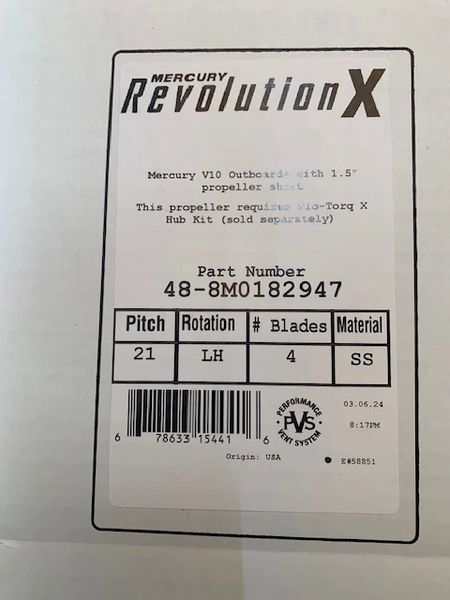 MERCURY
Revolution X
Mercury V10 Outboards with 1.5"
propeller shaft
This propeller requires Flo-Torq X
Hub Kit (sold separately)
Part Number
48-8M0182947
Pitch Rotation # Blades Material
21 LH 4 SS
PERFORMANCE
PVS
VENT SYSTEM
03.06.24
8:17PM
6 78633 15441 6
Origin: USA
E#58851